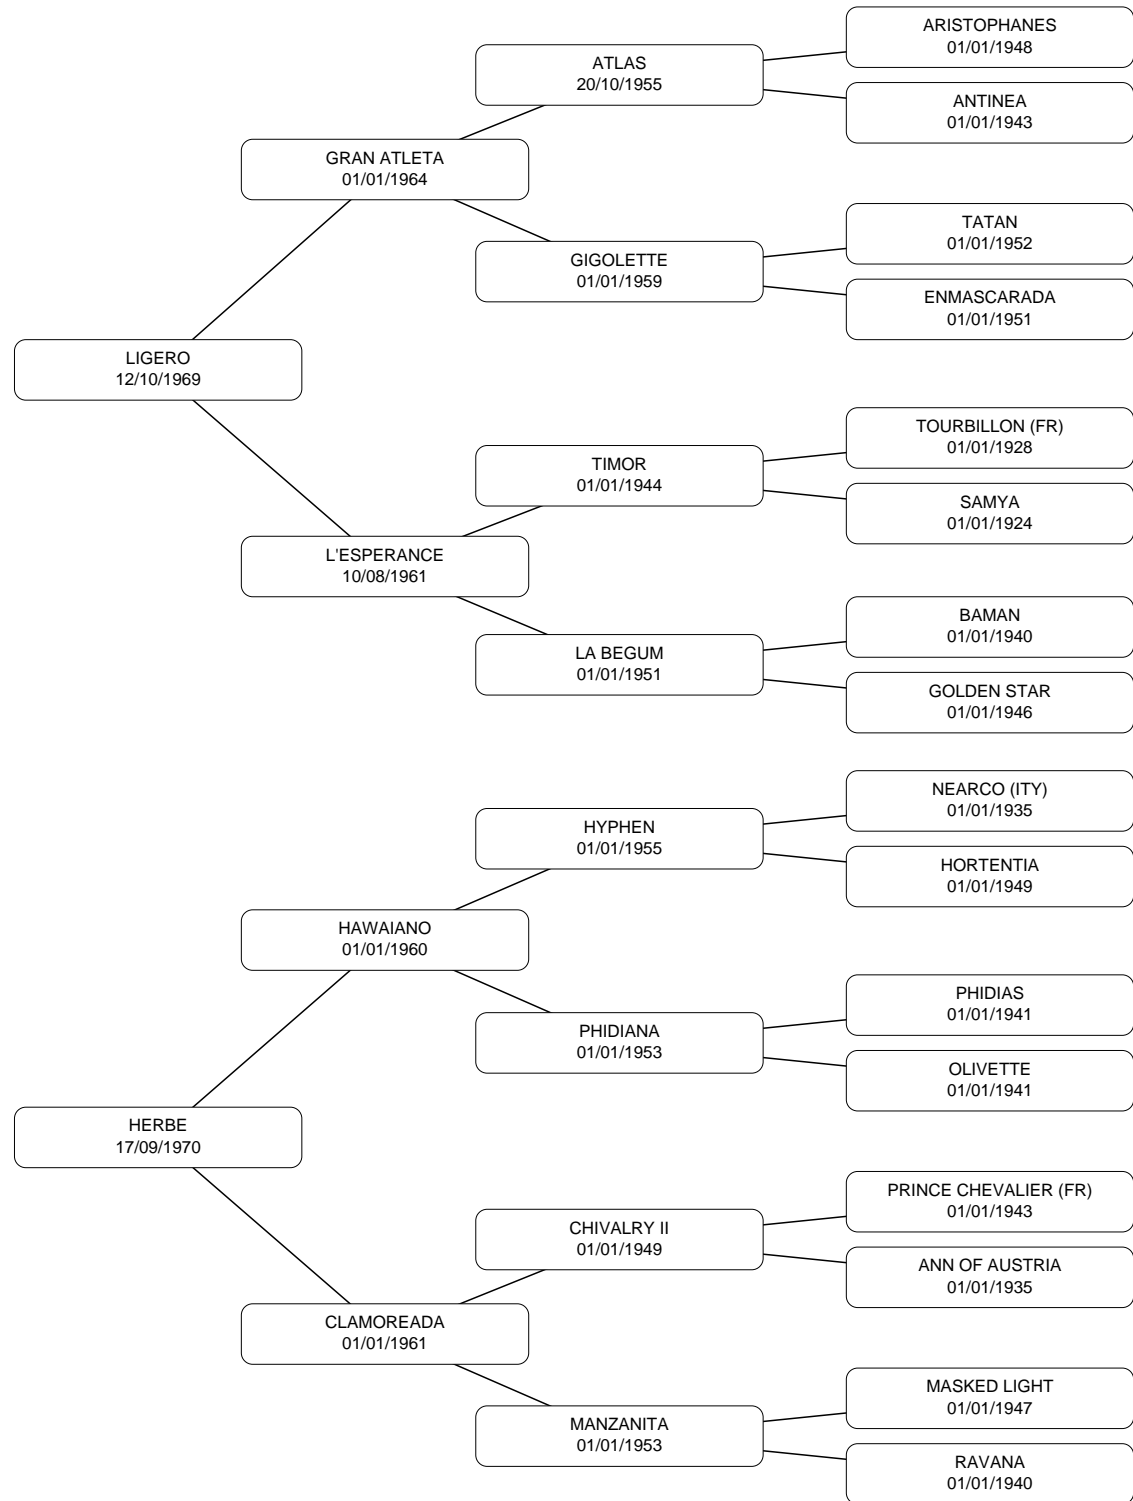 ARISTOPHANES
01/01/1948
ATLAS
20/10/1955
ANTINEA
01/01/1943
GRAN ATLETA
01/01/1964
TATAN
01/01/1952
GIGOLETTE
01/01/1959
ENMASCARADA
01/01/1951
LIGERO
12/10/1969
TOURBILLON (FR)
01/01/1928
TIMOR
01/01/1944
SAMYA
01/01/1924
L'ESPERANCE
10/08/1961
BAMAN
01/01/1940
LA BEGUM
01/01/1951
GOLDEN STAR
01/01/1946
NEARCO (ITY)
01/01/1935
HYPHEN
01/01/1955
HORTENTIA
01/01/1949
HAWAIANO
01/01/1960
PHIDIAS
01/01/1941
PHIDIANA
01/01/1953
OLIVETTE
01/01/1941
HERBE
17/09/1970
PRINCE CHEVALIER (FR)
01/01/1943
CHIVALRY II
01/01/1949
ANN OF AUSTRIA
01/01/1935
CLAMOREADA
01/01/1961
MASKED LIGHT
01/01/1947
MANZANITA
01/01/1953
RAVANA
01/01/1940